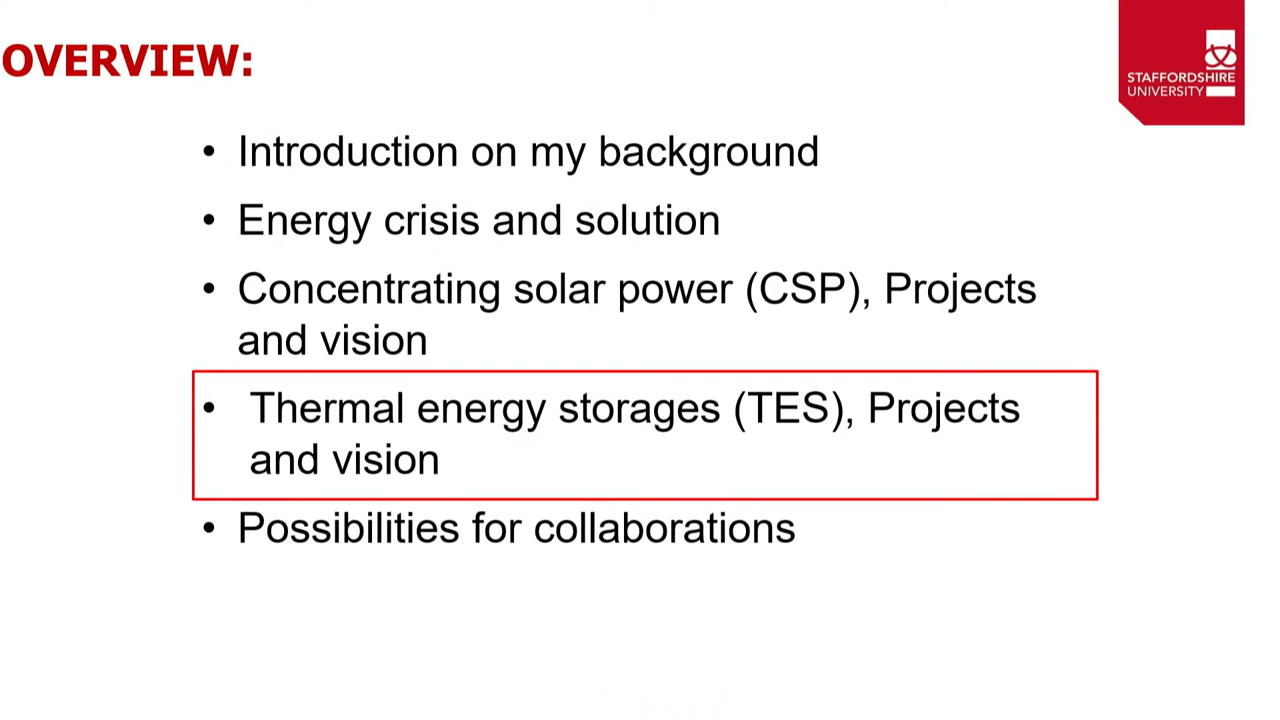 OVERVIEW:
STAFFORDSHIRE
UNIVERSITY
• Introduction on my background
• Energy crisis and solution
• Concentrating solar power (CSP), Projects
and vision
• Thermal energy storages (TES), Projects
and vision
• Possibilities for collaborations